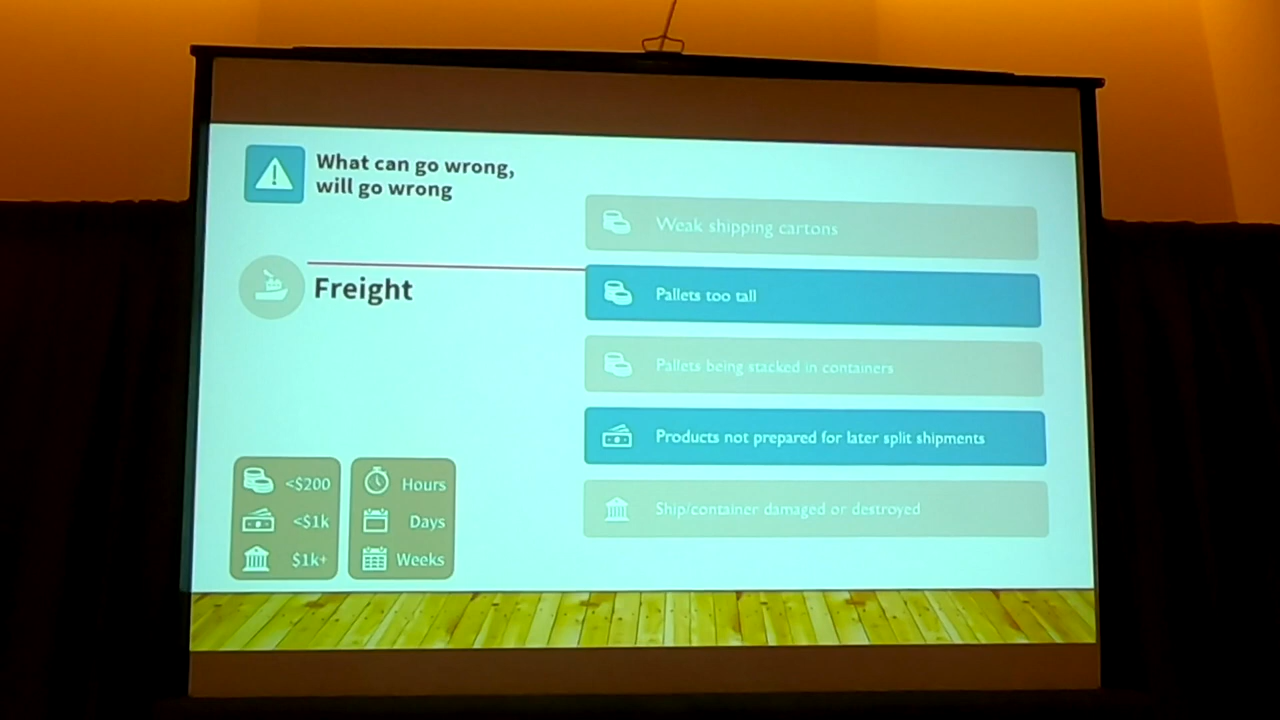 What can go wrong,
will go wrong
Freight
Weak shipping cartons
Pallets too tall
Pallets being stacked in containers
Products not prepared for later split shipments
Ship/container damaged or destroyed
<$200
<$1k
$1k+
Hours
Days
Weeks